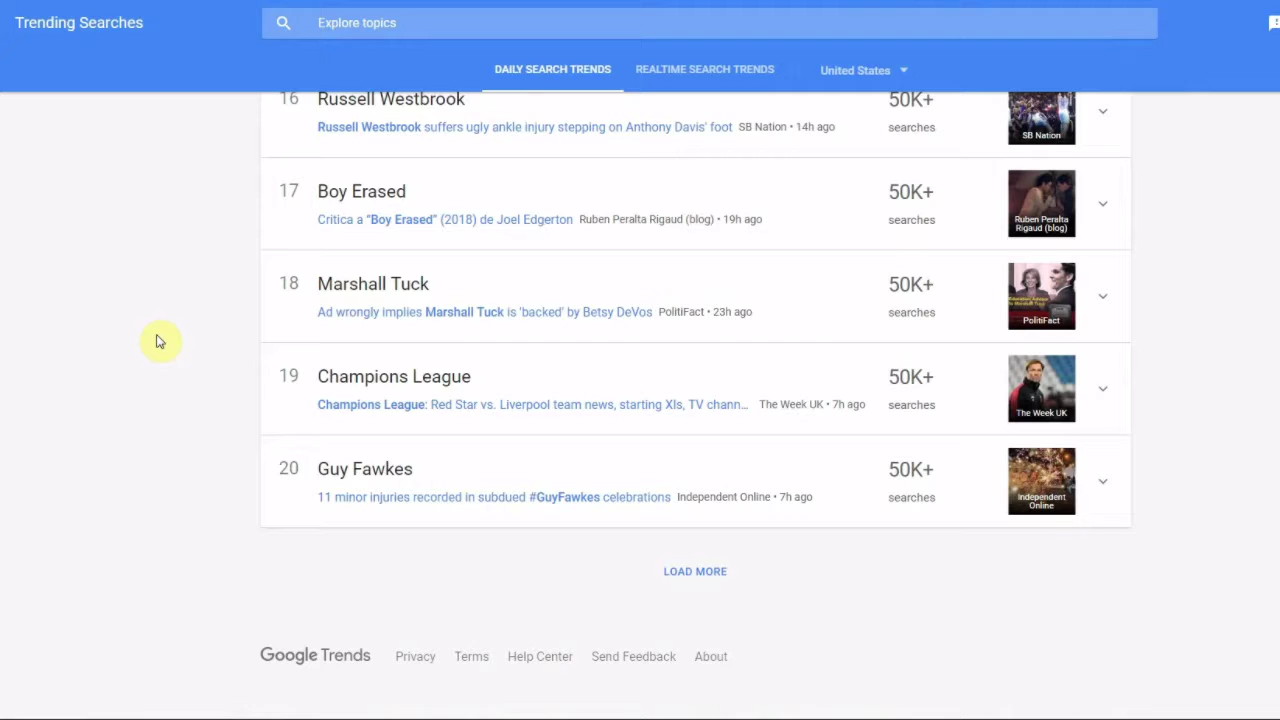 Trending Searches
Explore topics
DAILY SEARCH TRENDS REALTIME SEARCH TRENDS United States
16 Russell Westbrook 50K+
Russell Westbrook suffers ugly ankle injury stepping on Anthony Davis' foot SB Nation • 14h ago searches
SB Nation
17 Boy Erased 50K+
Critica a "Boy Erased" (2018) de Joel Edgerton Ruben Peralta Rigaud (blog) • 19h ago searches
Ruben Peralta
Rigaud (blog)
18 Marshall Tuck 50K+
Ad wrongly implies Marshall Tuck is 'backed' by Betsy DeVos PolitiFact • 23h ago searches
PolitiFact
19 Champions League 50K+
Champions League: Red Star vs. Liverpool team news, starting XIs, TV chann... The Week UK • 7h ago searches
The Week UK
20 Guy Fawkes 50K+
11 minor injuries recorded in subdued #GuyFawkes celebrations Independent Online • 7h ago searches
Independent
Online
LOAD MORE
Google Trends Privacy Terms Help Center Send Feedback About